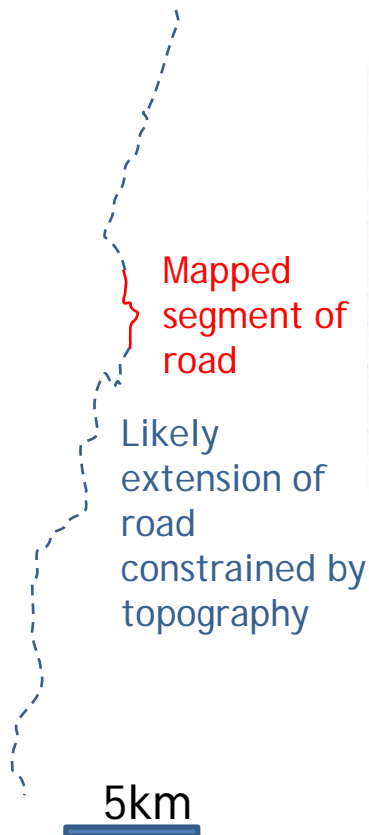 Mapped
segment of
road
Likely
extension of
road
constrained by
topography
5km